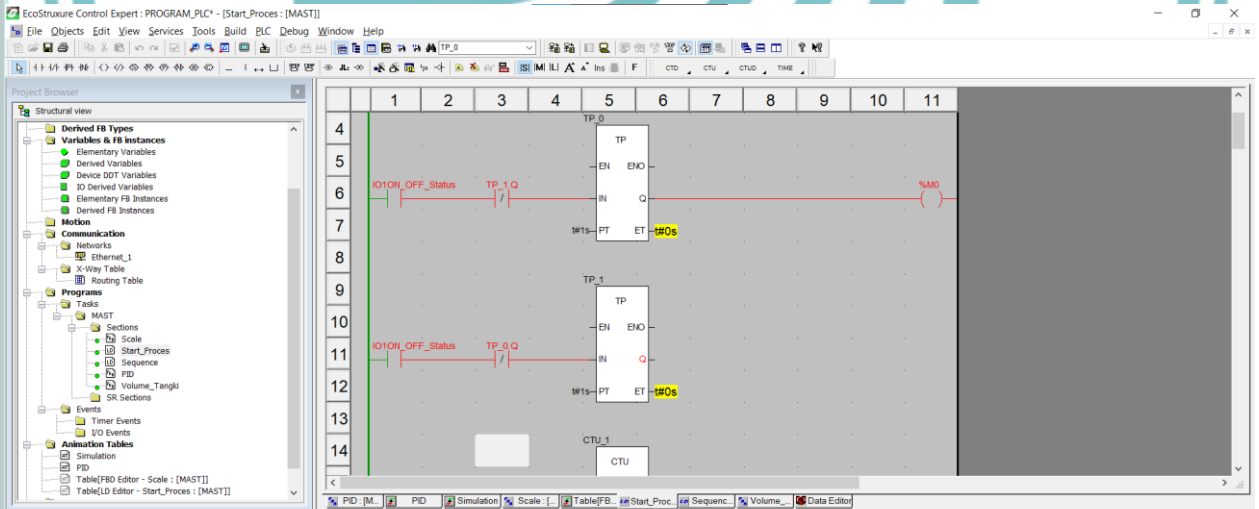 EcoStruxure Control Expert : PROGRAM_PLC* - [Start_Proces : [MAST]]
File Edit View Services Tools Build PLC Debug Window Help
TP_0
Ins F CTD CTU CTUD TIME
Project Browser
Structural view
Derived FB Types
Variables & FB instances
Elementary Variables
Derived Variables
Device DDT Variables
IO Derived Variables
Elementary FB Instances
Derived FB Instances
Motion
Communication
Networks
Ethernet_1
X-Way Table
Routing Table
Programs
Tasks
MAST
Sections
Scale
Start_Proces
Sequence
PID
Volume_Tangki
SR Sections
Events
Timer Events
I/O Events
Animation Tables
Simulation
PID
Table[FBD Editor - Scale : [MAST]]
Table[LD Editor - Start_Proces : [MAST]]
1 2 3 4 5 6 7 8 9 10 11
4
TP_0
TP
5
EN ENO
6
IO1ON_OFF_Status TP_1.Q IN Q %M0
7
t#1s PT ET t#0s
8
9
TP_1
TP
10
EN ENO
11
IO1ON_OFF_Status TP_0.Q IN Q
12
t#1s PT ET t#0s
13
14
CTU_1
CTU
PID : [M... PID Simulation Scale : [... Table[FB... Start_Proc... Sequenc... Volume_... Data Editor